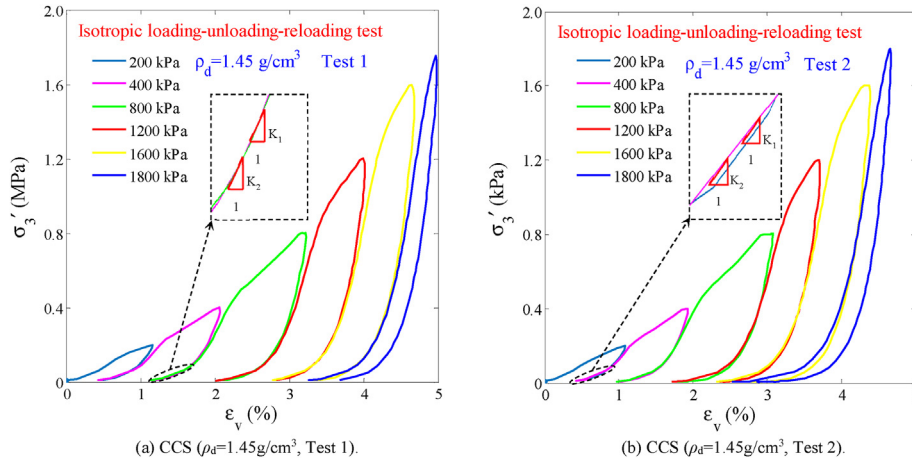 Isotropic loading-unloading-reloading test
ρd=1.45 g/cm³ Test 1
200 kPa
400 kPa
800 kPa
1200 kPa
1600 kPa
1800 kPa
K₁
1
K₂
1
σ₃′ (MPa)
2.0
1.6
1.2
0.8
0.4
0
0 1 2 3 4 5
εv (%)
(a) CCS (ρd=1.45g/cm³, Test 1).
Isotropic loading-unloading-reloading test
ρd=1.45 g/cm³ Test 2
200 kPa
400 kPa
800 kPa
1200 kPa
1600 kPa
1800 kPa
K₁
1
K₂
1
σ₃′ (kPa)
2.0
1.6
1.2
0.8
0.4
0
0 1 2 3 4
εv (%)
(b) CCS (ρd=1.45g/cm³, Test 2).